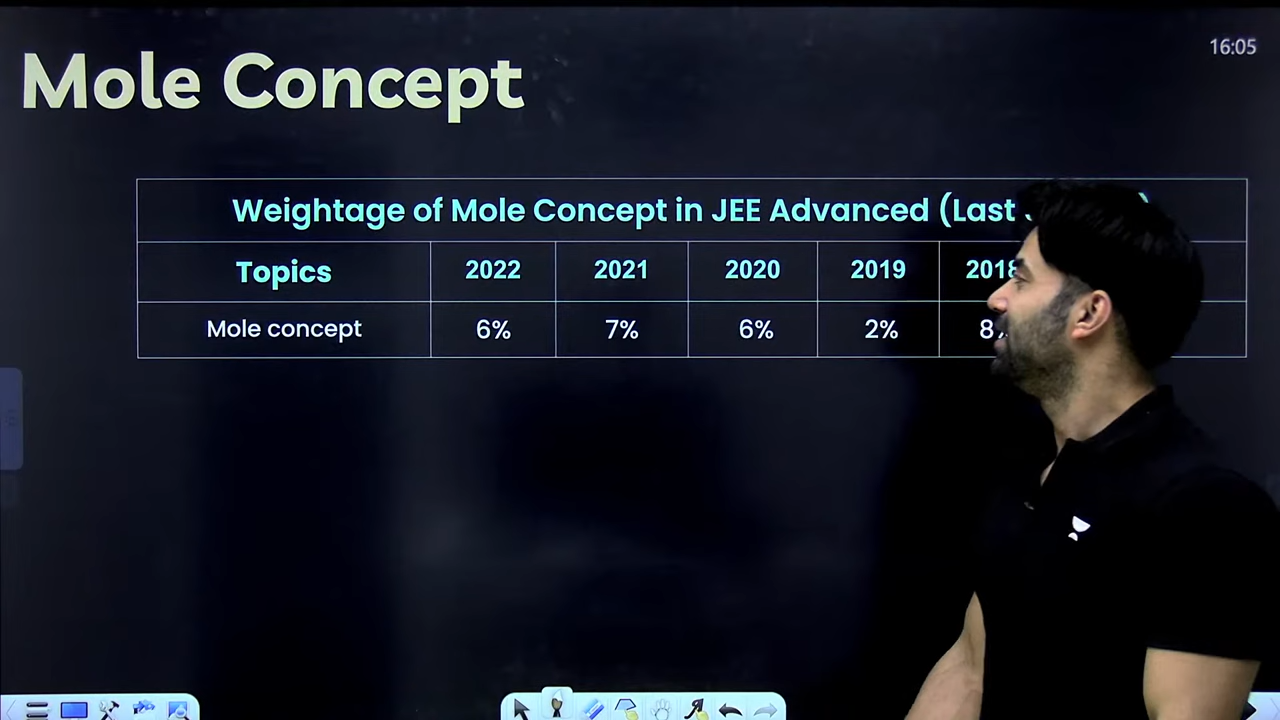 16:05
Mole Concept
Weightage of Mole Concept in JEE Advanced (Last
Topics 2022 2021 2020 2019 2018
Mole concept 6% 7% 6% 2%